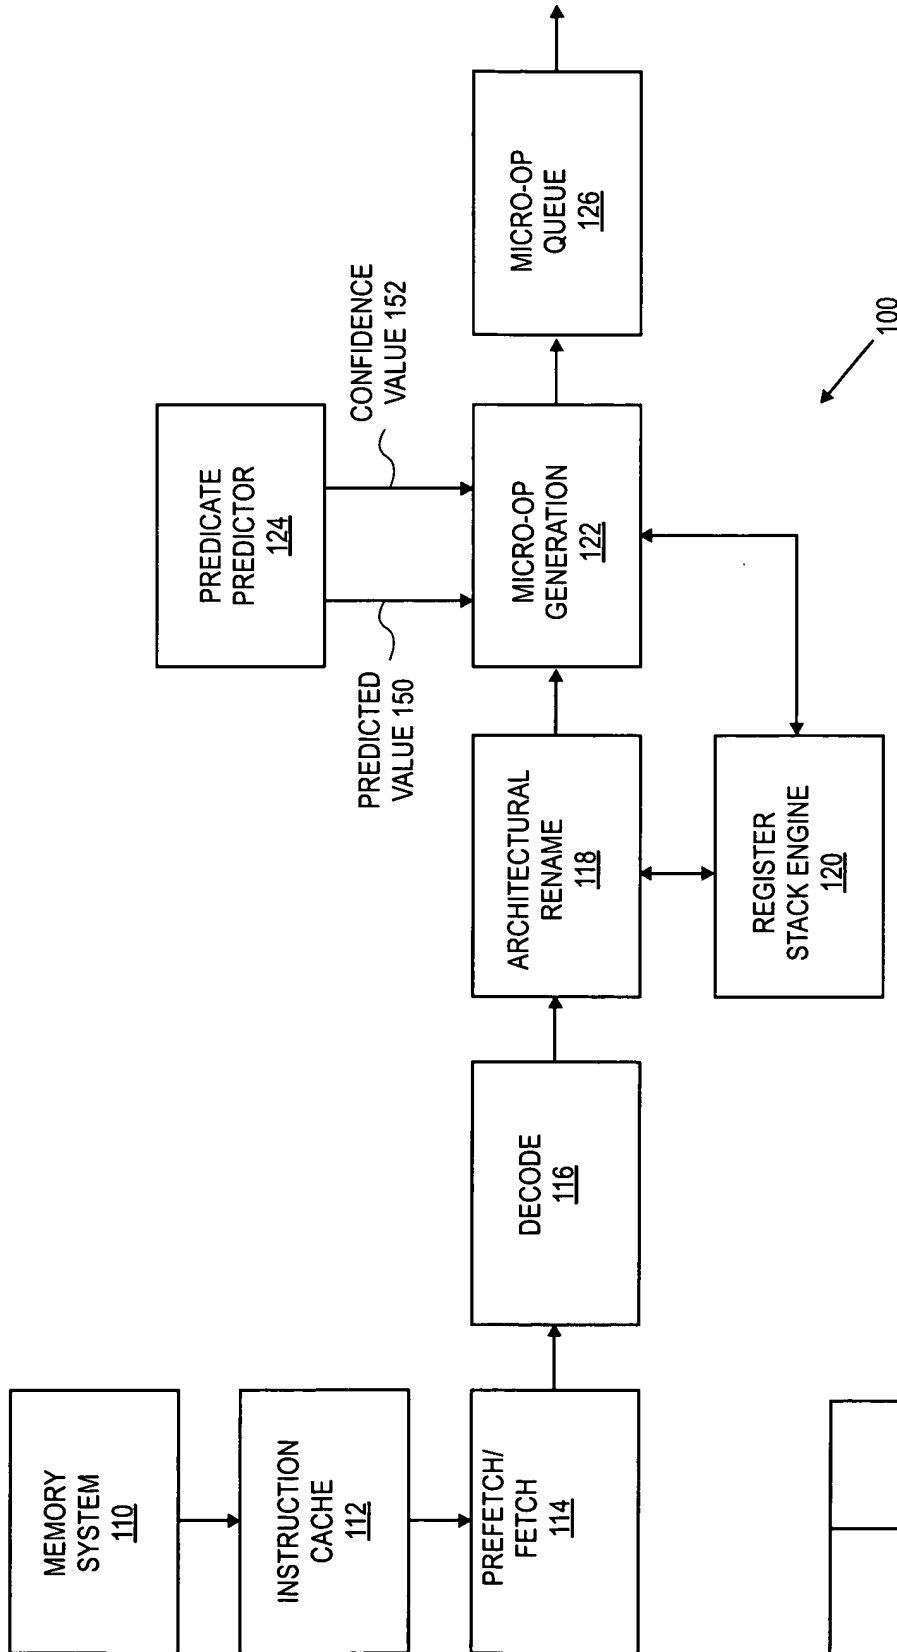 MEMORY
SYSTEM
110
INSTRUCTION
CACHE
112
PREFETCH/
FETCH
114
DECODE
116
ARCHITECTURAL
RENAME
118
REGISTER
STACK ENGINE
120
PREDICATE
PREDICTOR
124
PREDICTED
VALUE 150
CONFIDENCE
VALUE 152
MICRO-OP
GENERATION
122
MICRO-OP
QUEUE
126
100